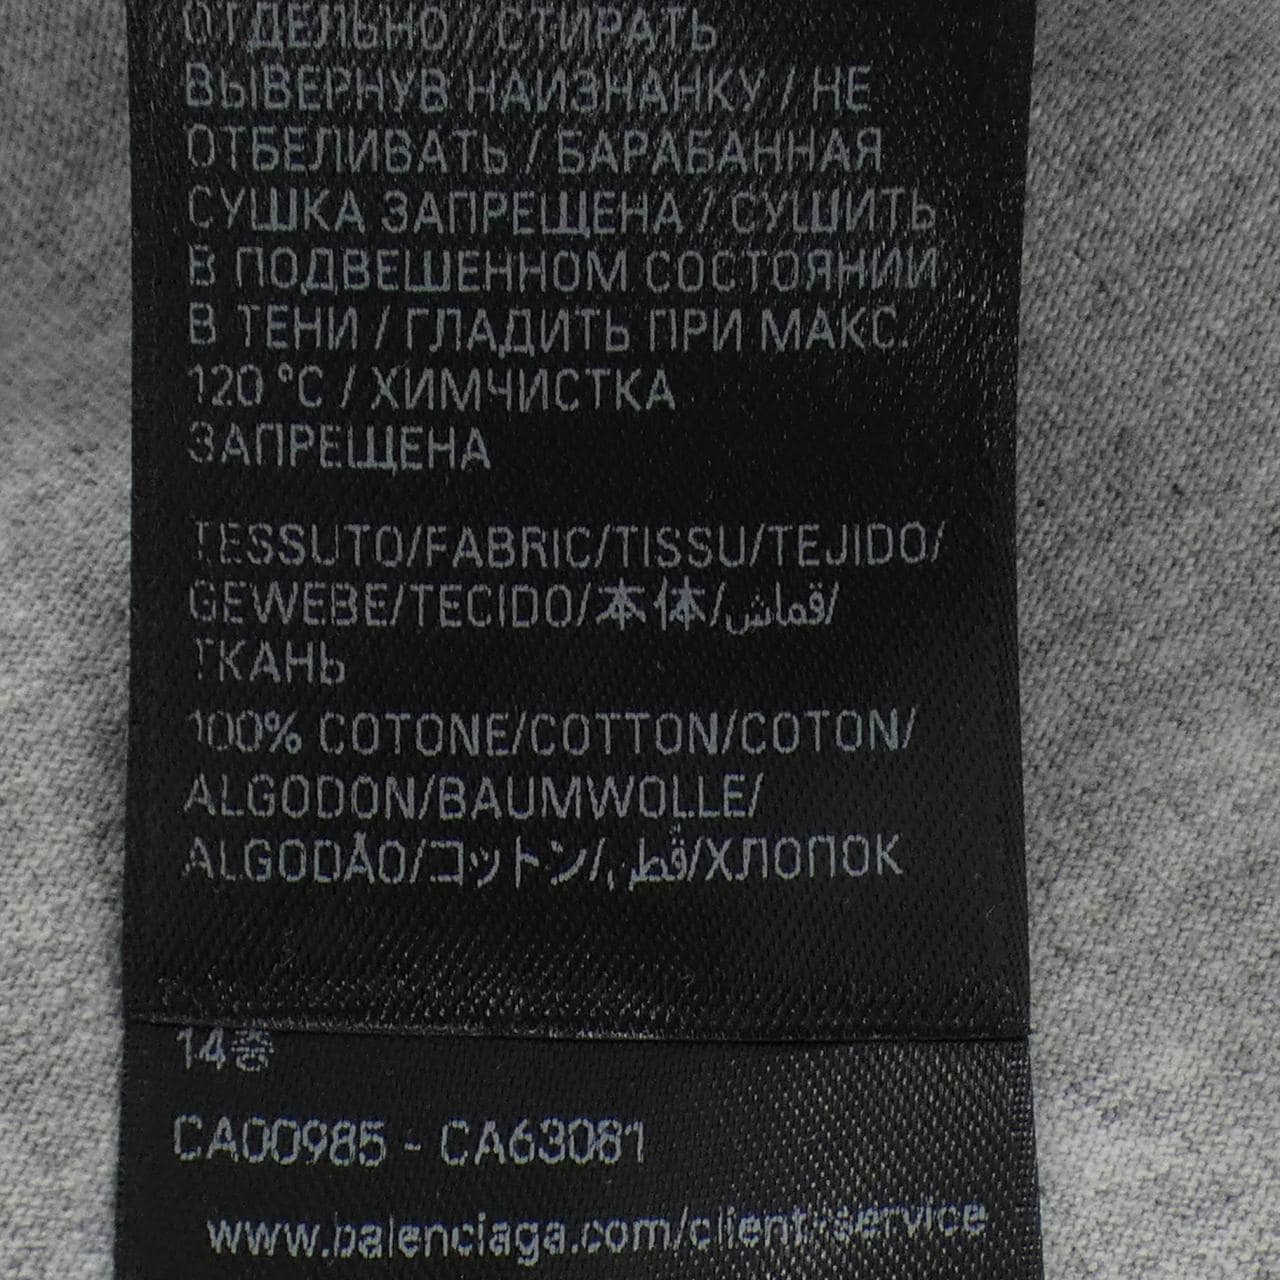 ОТДЕЛЬНО / СТИРАТЬ
ВЫВЕРНУВ НАИЗНАНКУ / НЕ
ОТБЕЛИВАТЬ / БАРАБАННАЯ
СУШКА ЗАПРЕЩЕНА / СУШИТЬ
В ПОДВЕШЕННОМ СОСТОЯНИИ
В ТЕНИ / ГЛАДИТЬ ПРИ МАКС.
120 °C / ХИМЧИСТКА
ЗАПРЕЩЕНА
TESSUTO/FABRIC/TISSU/TEJIDO/
GEWEBE/TECIDO/本体/قماش/
ТКАНЬ
100% COTONE/COTTON/COTON/
ALGODON/BAUMWOLLE/
ALGODÃO/コットン/قطن/ХЛОПОК
14층
CA00985 - CA63081
www.balenciaga.com/client-service